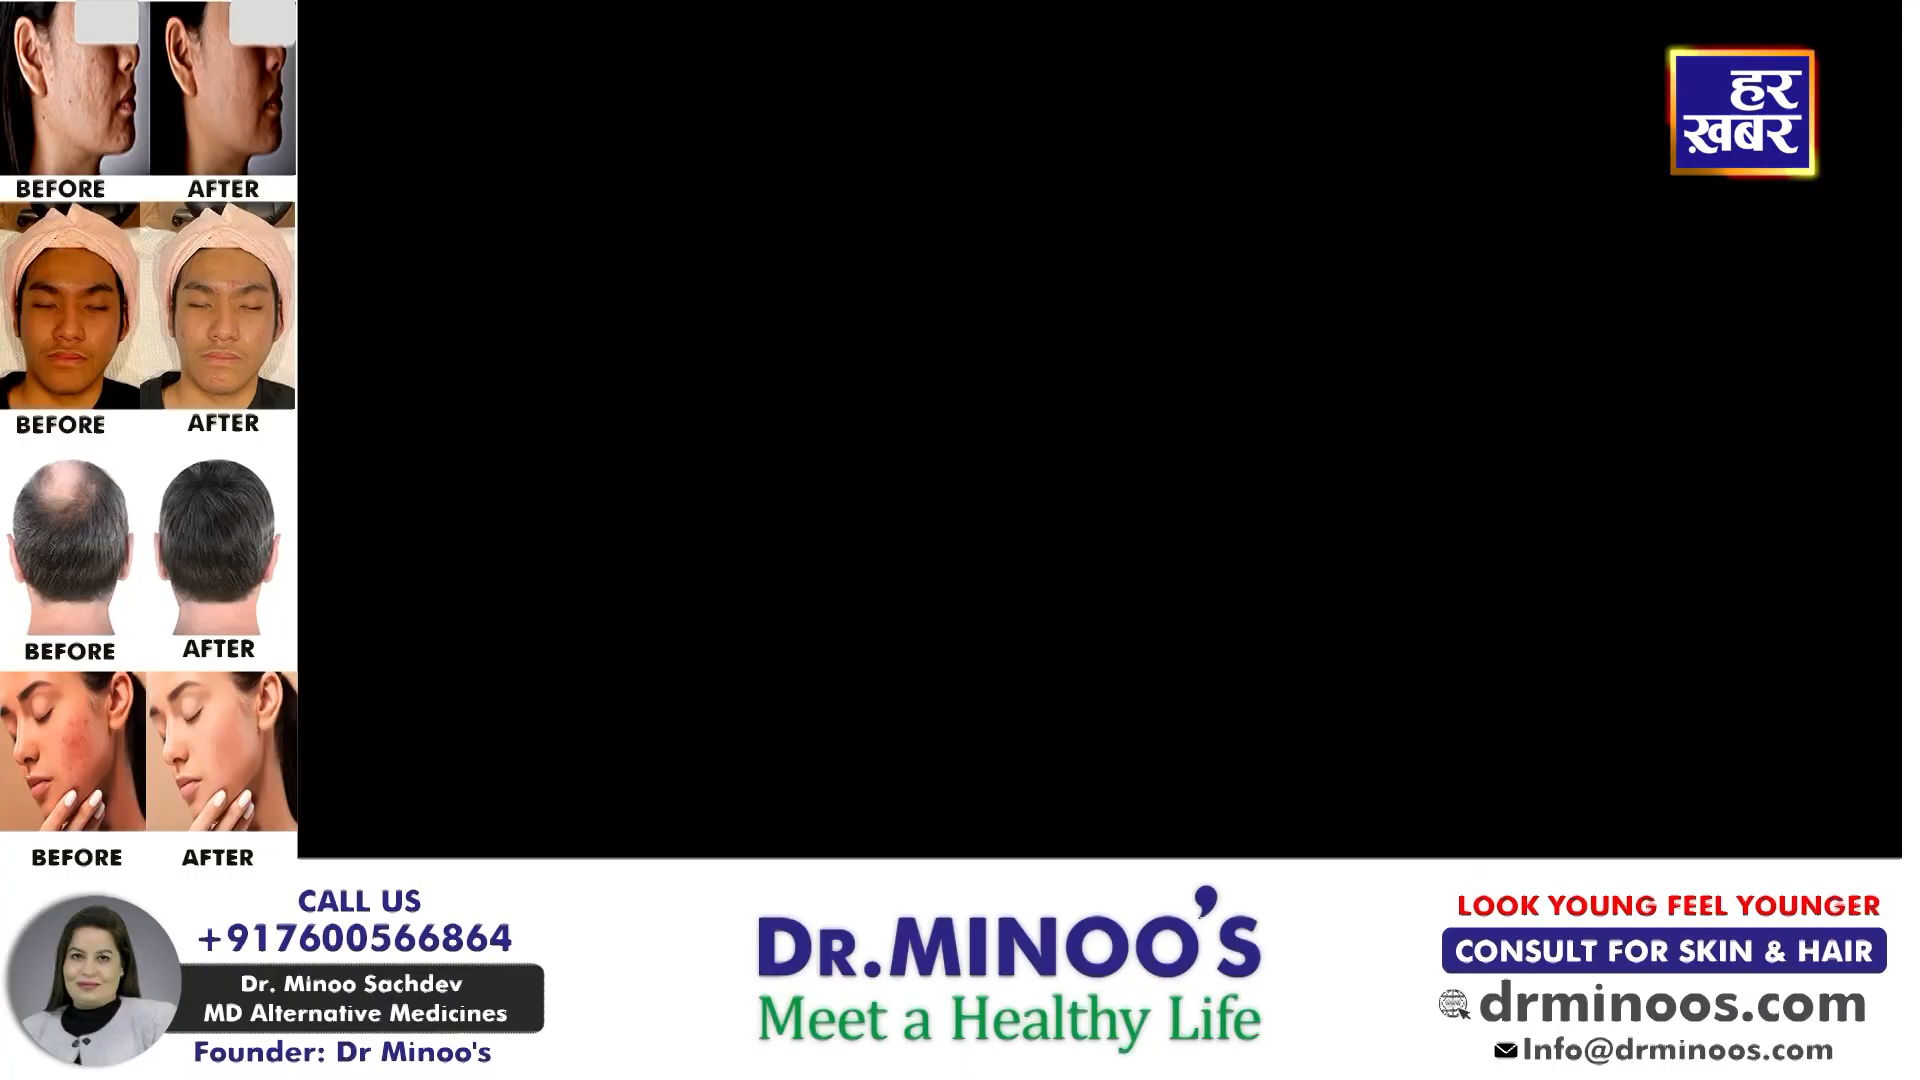 BEFORE
AFTER
BEFORE
AFTER
BEFORE
AFTER
BEFORE
AFTER
हर
ख़बर
CALL US
+917600566864
Dr. Minoo Sachdev
MD Alternative Medicines
Founder: Dr Minoo's
DR.MINOO'S
Meet a Healthy Life
LOOK YOUNG FEEL YOUNGER
CONSULT FOR SKIN & HAIR
drminoos.com
Info@drminoos.com